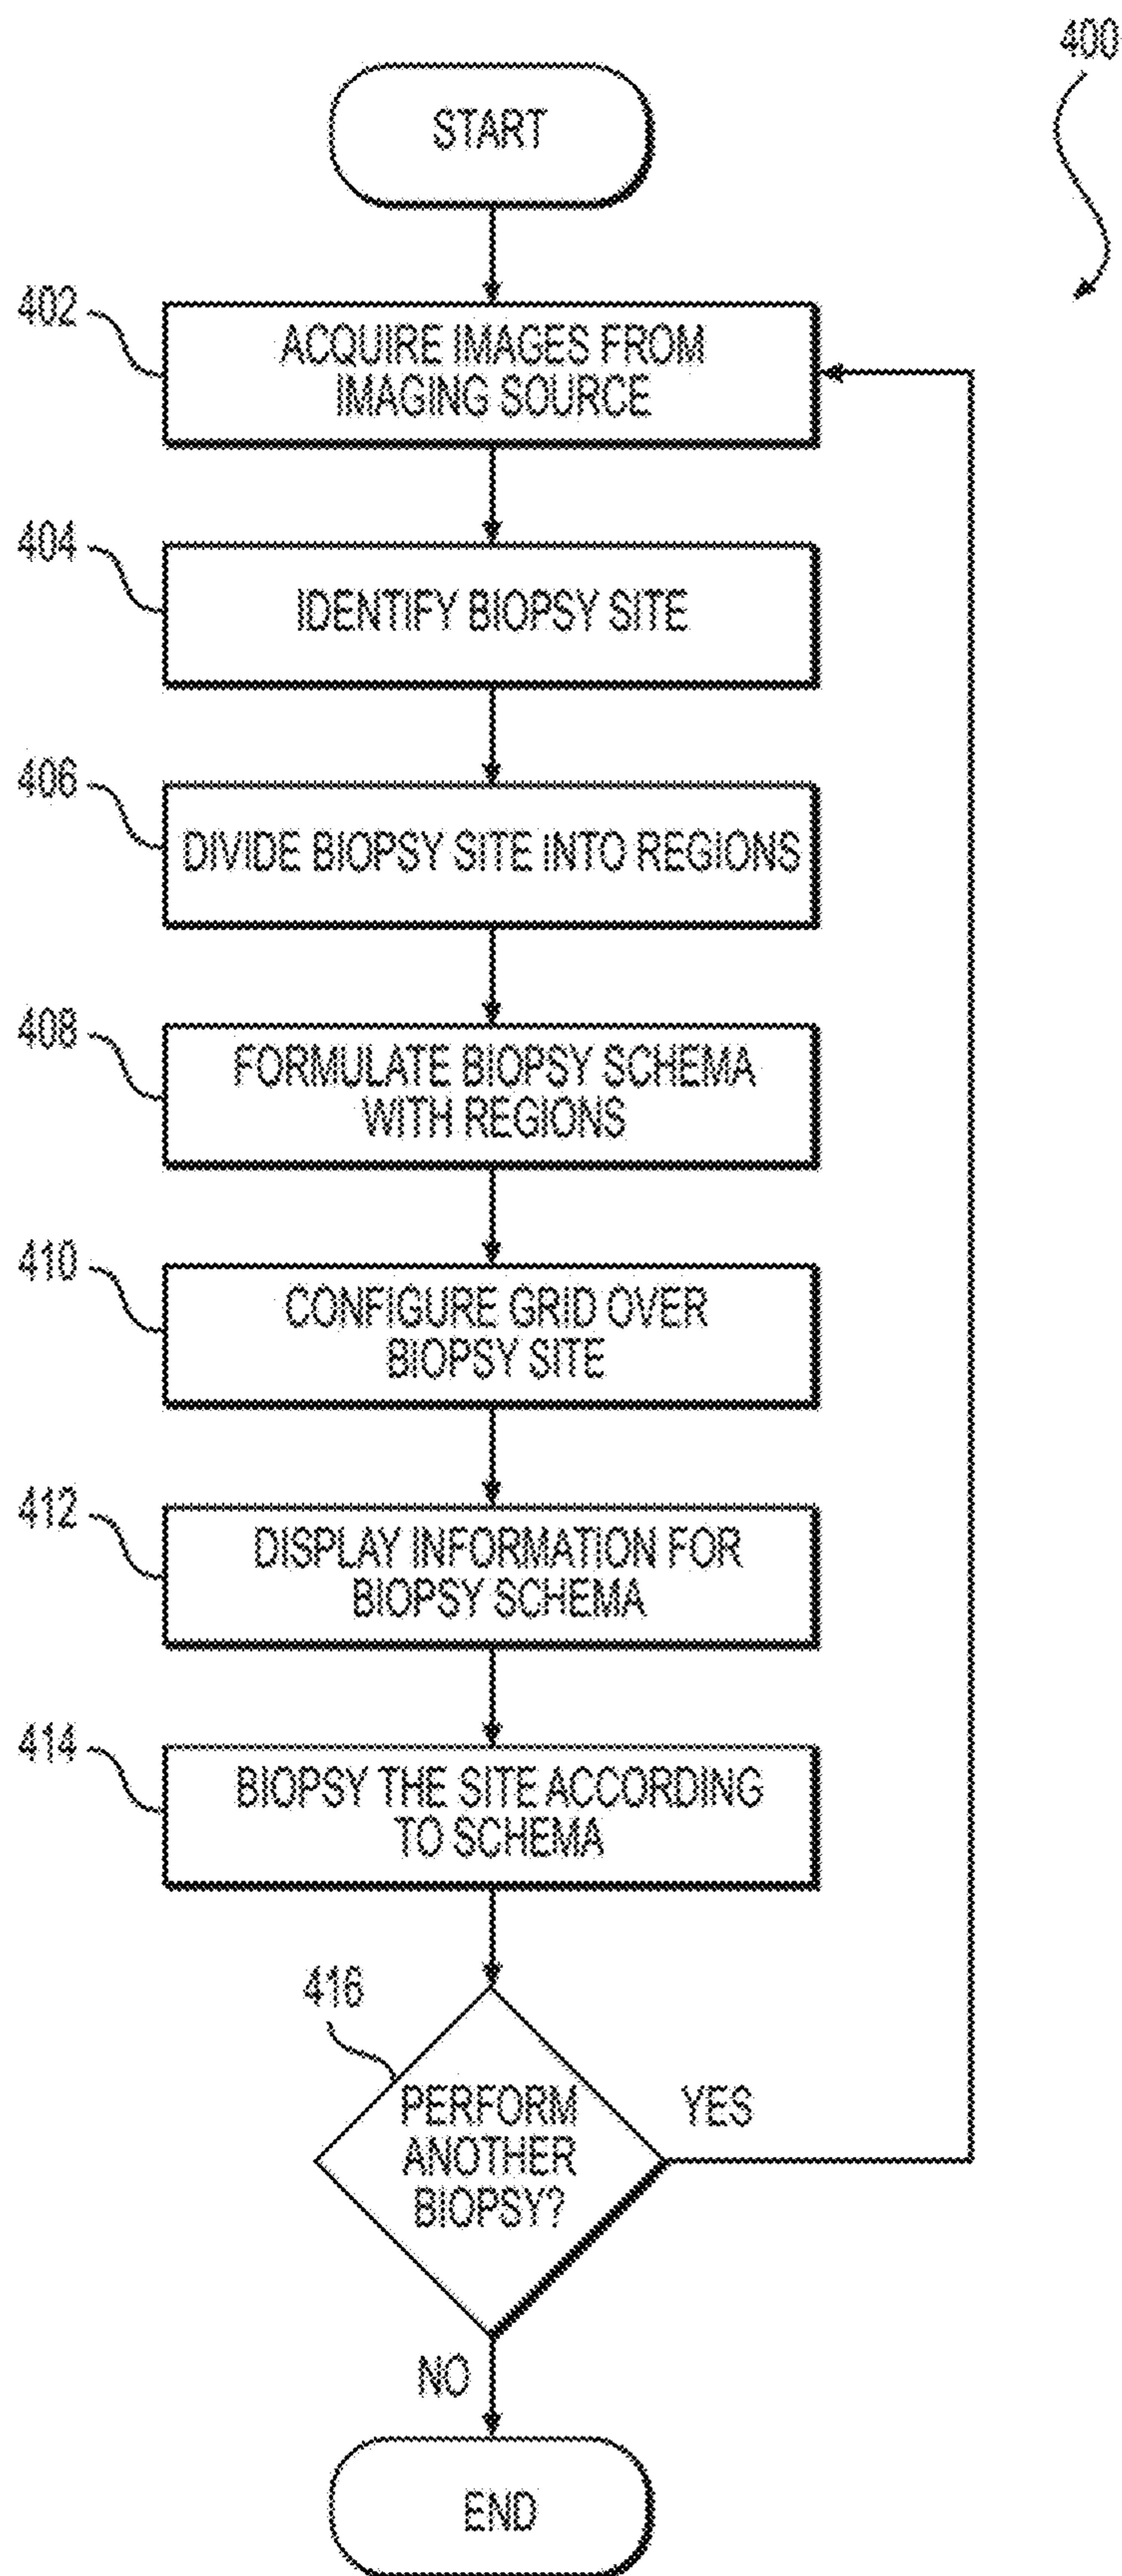 400
START
402
ACQUIRE IMAGES FROM
IMAGING SOURCE
404
IDENTIFY BIOPSY SITE
406
DIVIDE BIOPSY SITE INTO REGIONS
408
FORMULATE BIOPSY SCHEMA
WITH REGIONS
410
CONFIGURE GRID OVER
BIOPSY SITE
412
DISPLAY INFORMATION FOR
BIOPSY SCHEMA
414
BIOPSY THE SITE ACCORDING
TO SCHEMA
416
PERFORM
ANOTHER
BIOPSY?
YES
NO
END